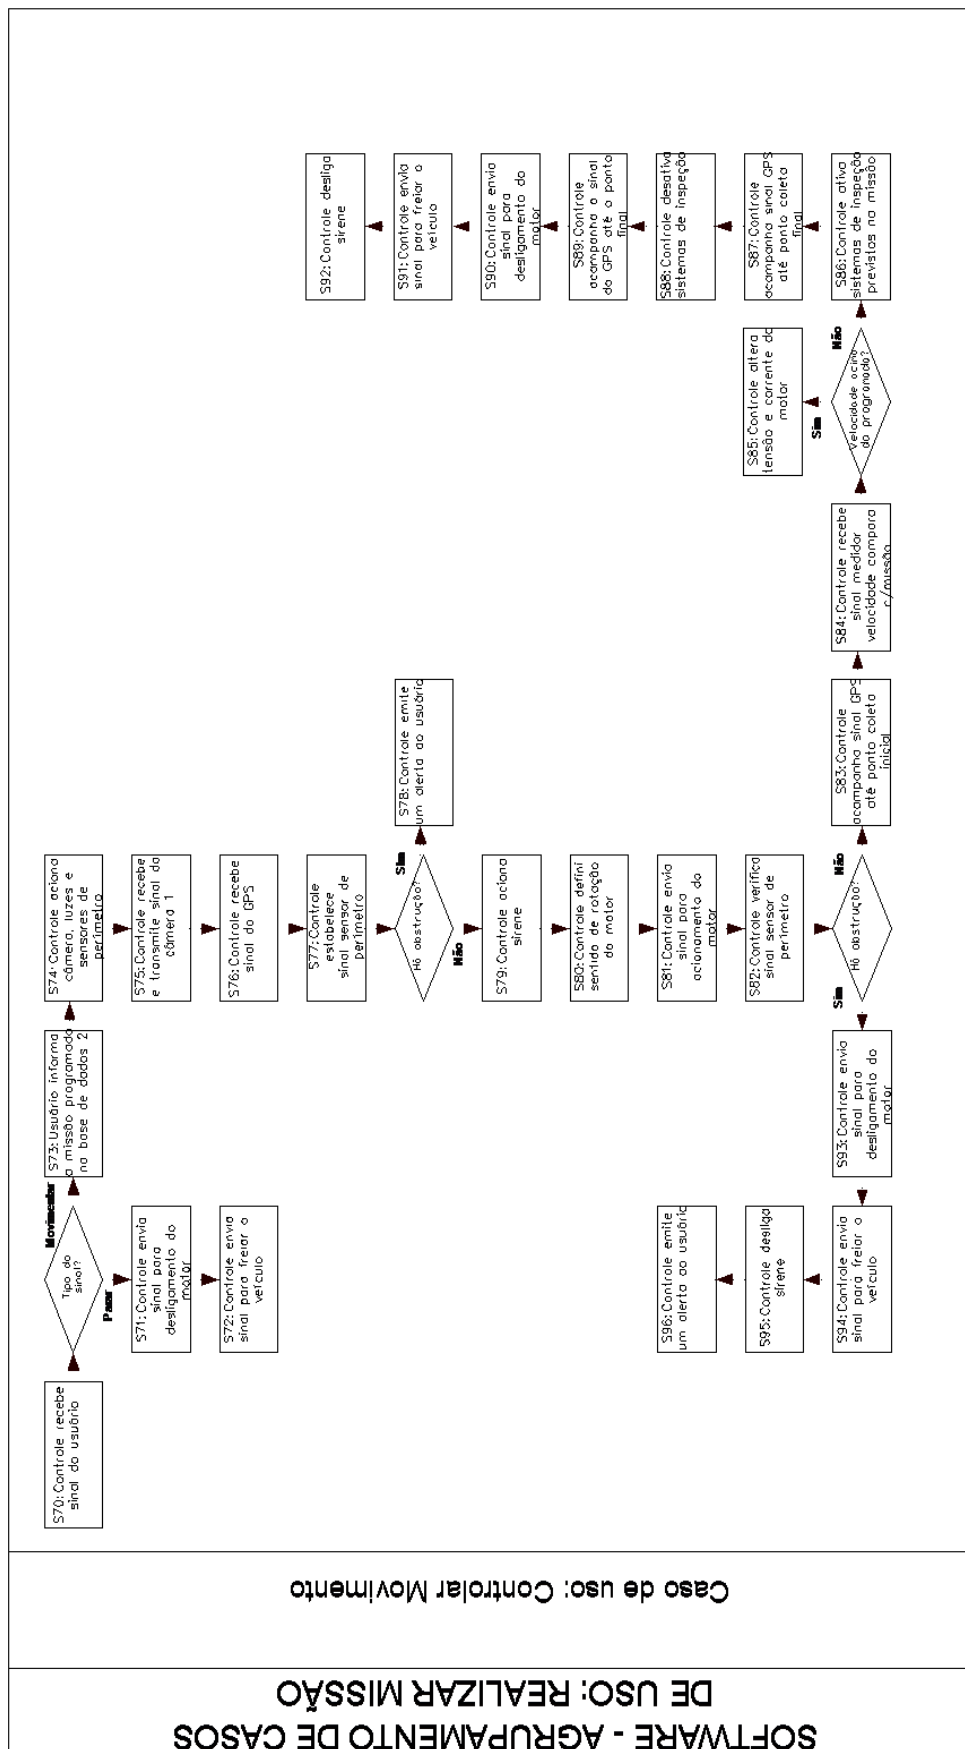 SOFTWARE - AGRUPAMENTO DE CASOS
DE USO: REALIZAR MISSÃO
Caso de uso: Controlar Movimento
S70:Controle recebe
sinal do usuário
Tipo do
sinal?
Movimentar
Parar
S71:Controle envia
sinal para
desligamento do
motor
S72:Controle envia
sinal para freiar o
veículo
S73:Usuário informa
a missão programada
na base de dados 2
S74:Controle aciona
câmera, luzes e
sensores de
perímetro
S75:Controle recebe
e transmite sinal da
câmera 1
S76:Controle recebe
sinal do GPS
S77:Controle
estabelece
sinal sensor de
perímetro
Há obstrução?
Sim
Não
S78:Controle emite
um alerta ao usuário
S79:Controle aciona
sirene
S80:Controle defini
sentido de rotação
do motor
S81:Controle envia
sinal para
acionamento do
motor
S82:Controle verifica
sinal sensor de
perímetro
Há obstrução?
Sim
Não
S83:Controle
acompanha sinal GPS
até ponto coleta
inicial
S84:Controle recebe
sinal medidor
velocidade compara
c/missão
Velocidade acima
do programado?
Sim
Não
S85:Controle altera
tensão e corrente do
motor
S86:Controle ativa
sistemas de inspeção
previstos na missão
S87:Controle
acompanha sinal GPS
até ponto coleta
final
S88:Controle desativa
sistemas de inspeção
S89:Controle
acompanha o sinal
do GPS até o ponto
final
S90:Controle envia
sinal para
desligamento do
motor
S91:Controle envia
sinal para freiar o
veículo
S92:Controle desliga
sirene
S93:Controle envia
sinal para
desligamento do
motor
S94:Controle envia
sinal para freiar o
veículo
S95:Controle desliga
sirene
S96:Controle emite
um alerta ao usuário